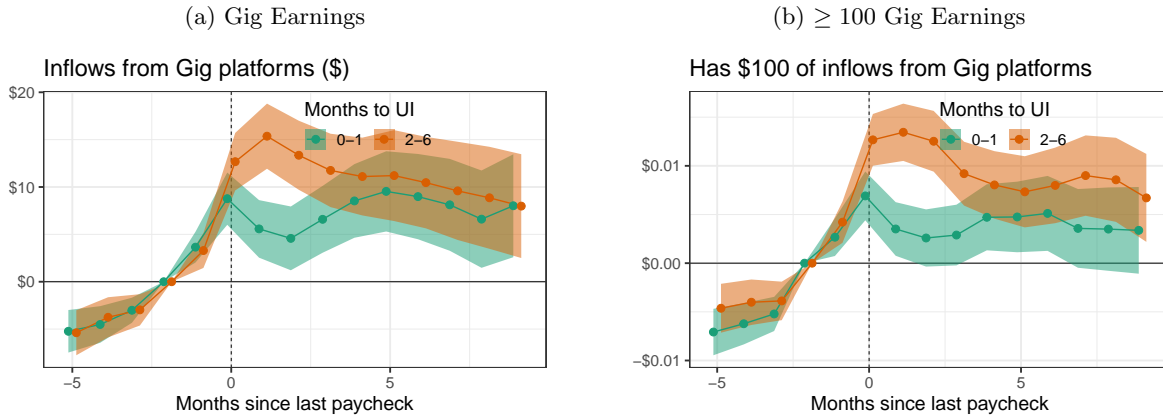 (a) Gig Earnings
Inflows from Gig platforms ($)
Months to UI
0−1 2−6
$20
$10
$0
−5 0 5
Months since last paycheck
(b) ≥ 100 Gig Earnings
Has $100 of inflows from Gig platforms
Months to UI
0−1 2−6
$0.01
$0.00
−$0.01
−5 0 5
Months since last paycheck